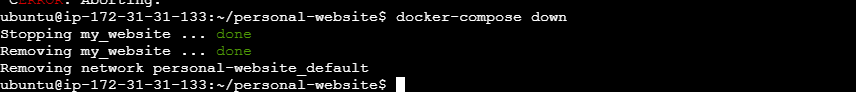 CERROR: Aborting.
ubuntu@ip-172-31-31-133:~/personal-website$ docker-compose down
Stopping my_website ... done
Removing my_website ... done
Removing network personal-website_default
ubuntu@ip-172-31-31-133:~/personal-website$